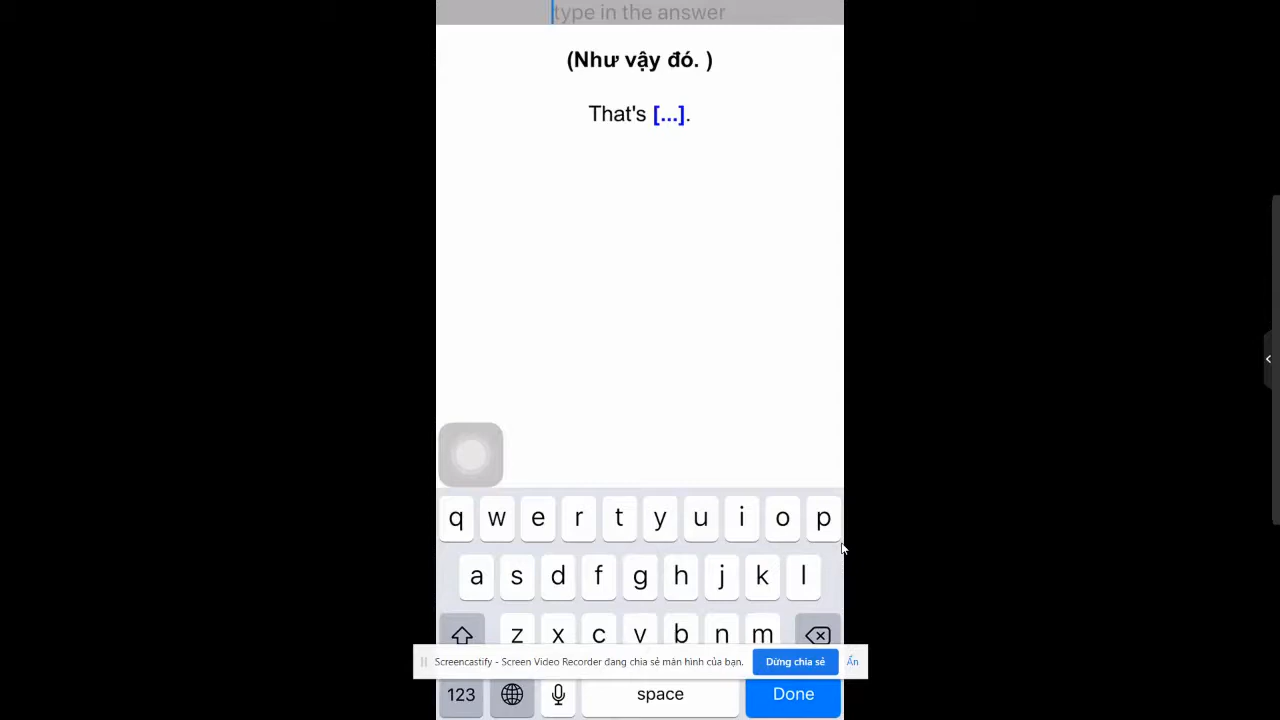 type in the answer
(Như vậy đó. )
That's [...].
q w e r t y u i o p
a s d f g h j k l
z x c v b n m
Screencastify - Screen Video Recorder đang chia sẻ màn hình của bạn. Dừng chia sẻ Ẩn
123 space Done